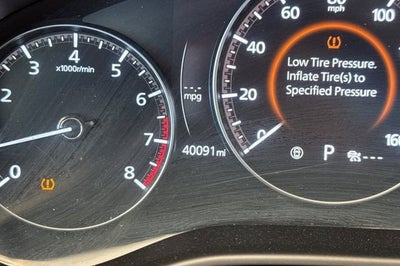 3 4 5 6 7 8 2 0
x1000r/min
--- mpg
40091 mi
60 mph 100
40
20
0
160
Low Tire Pressure.
Inflate Tire(s) to
Specified Pressure
P
---